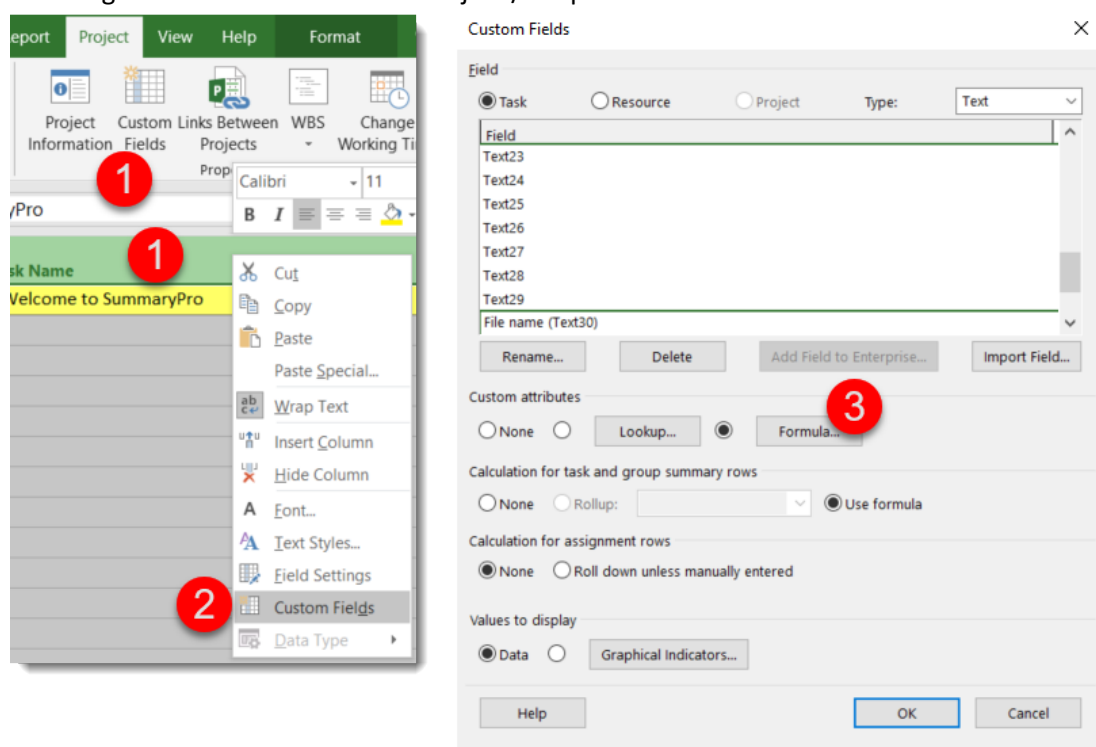 eport Project View Help Format
Project Custom Links Between WBS Change
Information Fields Projects Working Ti
Prop
1
Calibri 11
B I
yPro
1
sk Name
Welcome to SummaryPro
Cut
Copy
Paste
Paste Special...
Wrap Text
Insert Column
Hide Column
A Font...
Text Styles...
Field Settings
2
Custom Fields
Data Type
Custom Fields
Field
Task Resource Project Type: Text
Field
Text23
Text24
Text25
Text26
Text27
Text28
Text29
File name (Text30)
Rename... Delete Add Field to Enterprise... Import Field...
Custom attributes
3
None Lookup... Formula...
Calculation for task and group summary rows
None Rollup: Use formula
Calculation for assignment rows
None Roll down unless manually entered
Values to display
Data Graphical Indicators...
Help OK Cancel